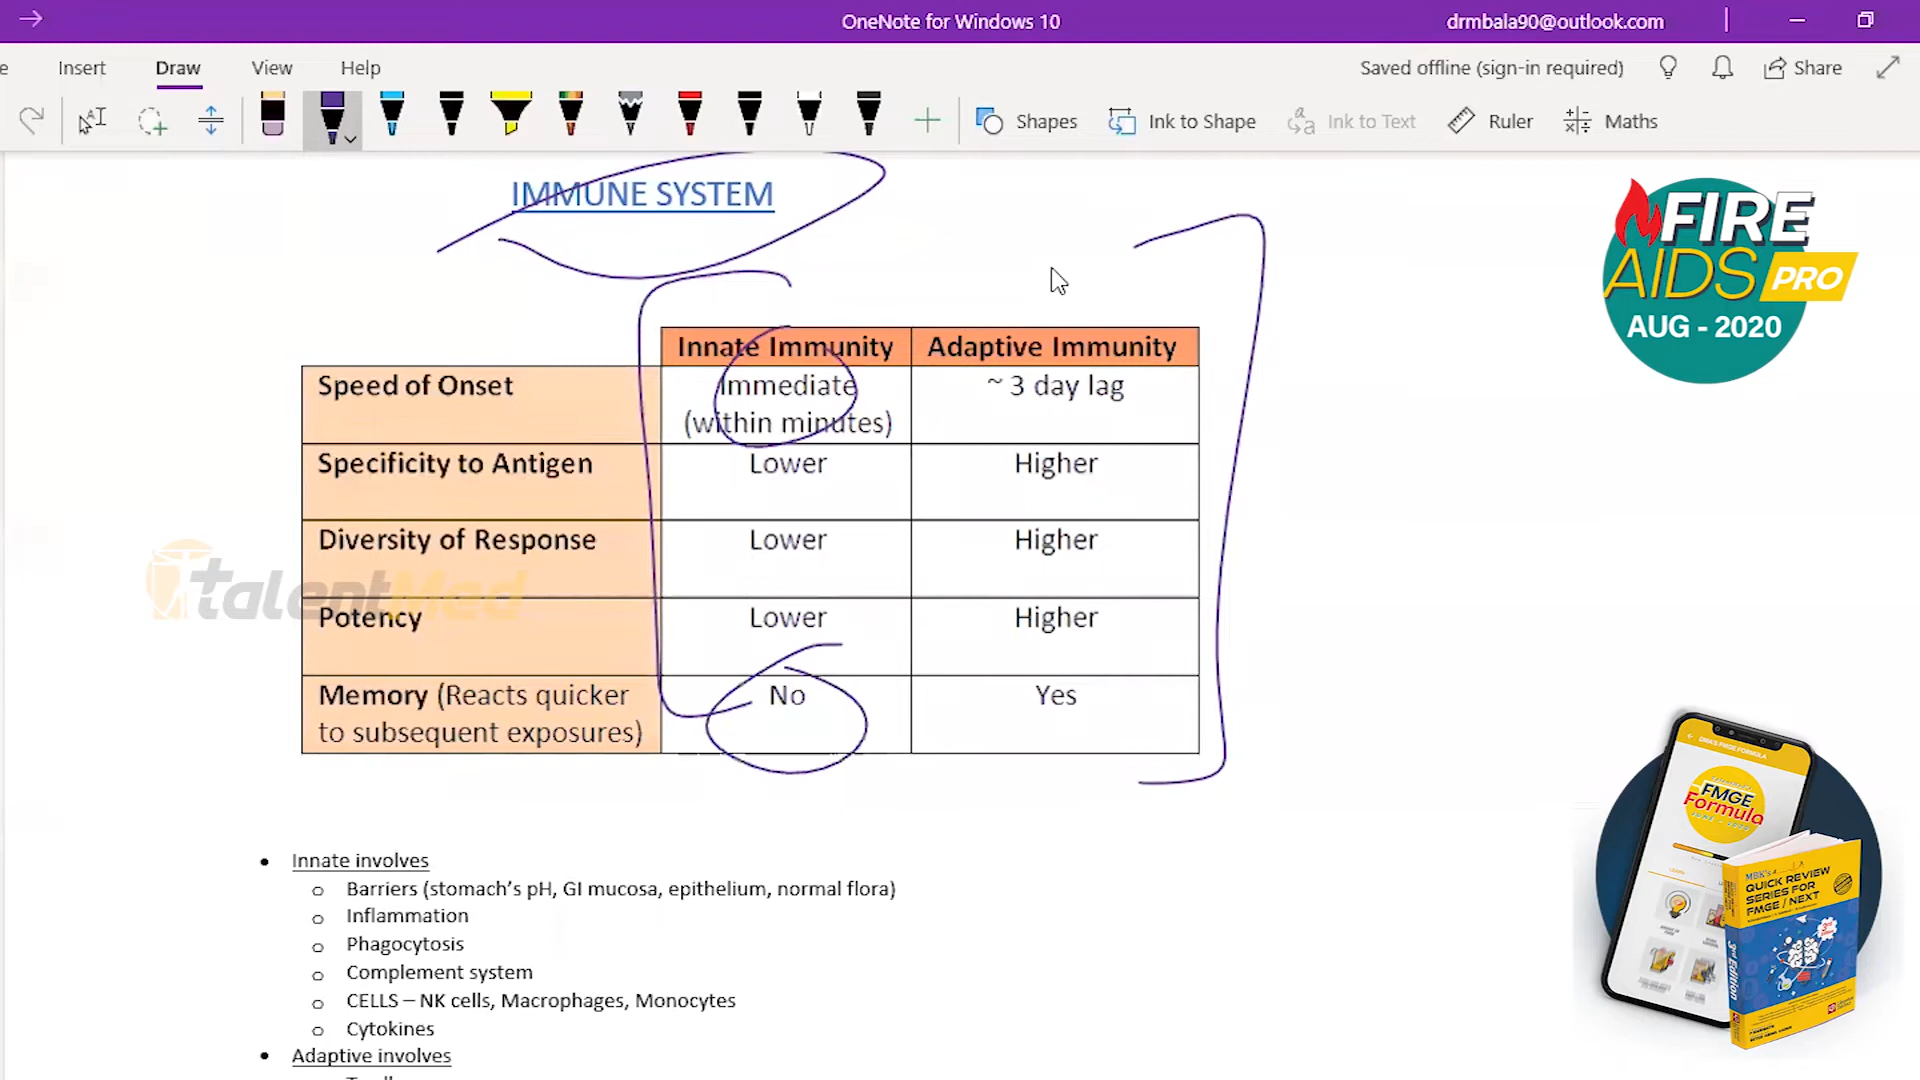 OneNote for Windows 10
drmbala90@outlook.com
Insert
Draw
View
Help
Saved offline (sign-in required)
Share
Shapes
Ink to Shape
Ink to Text
Ruler
Maths
IMMUNE SYSTEM
FIRE
AIDS PRO
AUG - 2020
Innate Immunity Adaptive Immunity
Speed of Onset Immediate (within minutes) ~ 3 day lag
Specificity to Antigen Lower Higher
Diversity of Response Lower Higher
Potency Lower Higher
Memory (Reacts quicker to subsequent exposures) No Yes
talentMed
• Innate involves
o Barriers (stomach's pH, GI mucosa, epithelium, normal flora)
o Inflammation
o Phagocytosis
o Complement system
o CELLS – NK cells, Macrophages, Monocytes
o Cytokines
• Adaptive involves
FMGE
Formula
JUNE - 2020
MBK's
QUICK REVIEW
SERIES FOR
FMGE / NEXT
3rd Edition